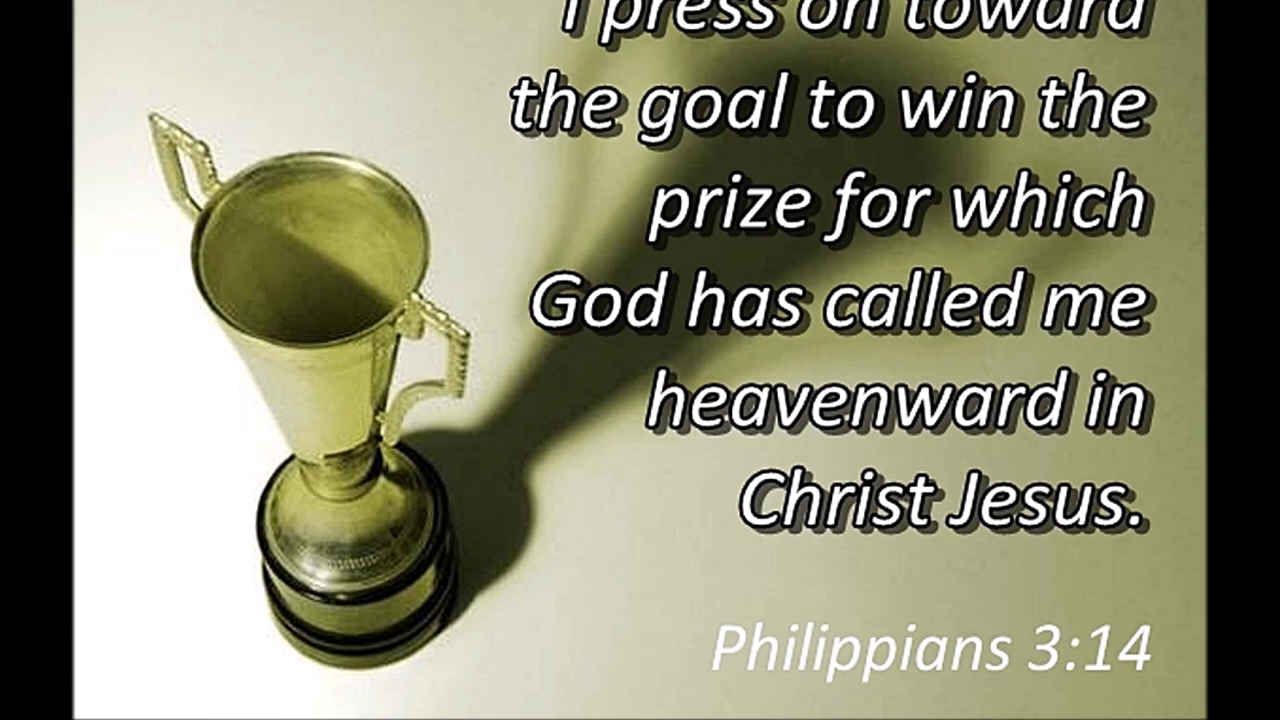 I press on toward
the goal to win the
prize for which
God has called me
heavenward in
Christ Jesus.
Philippians 3:14